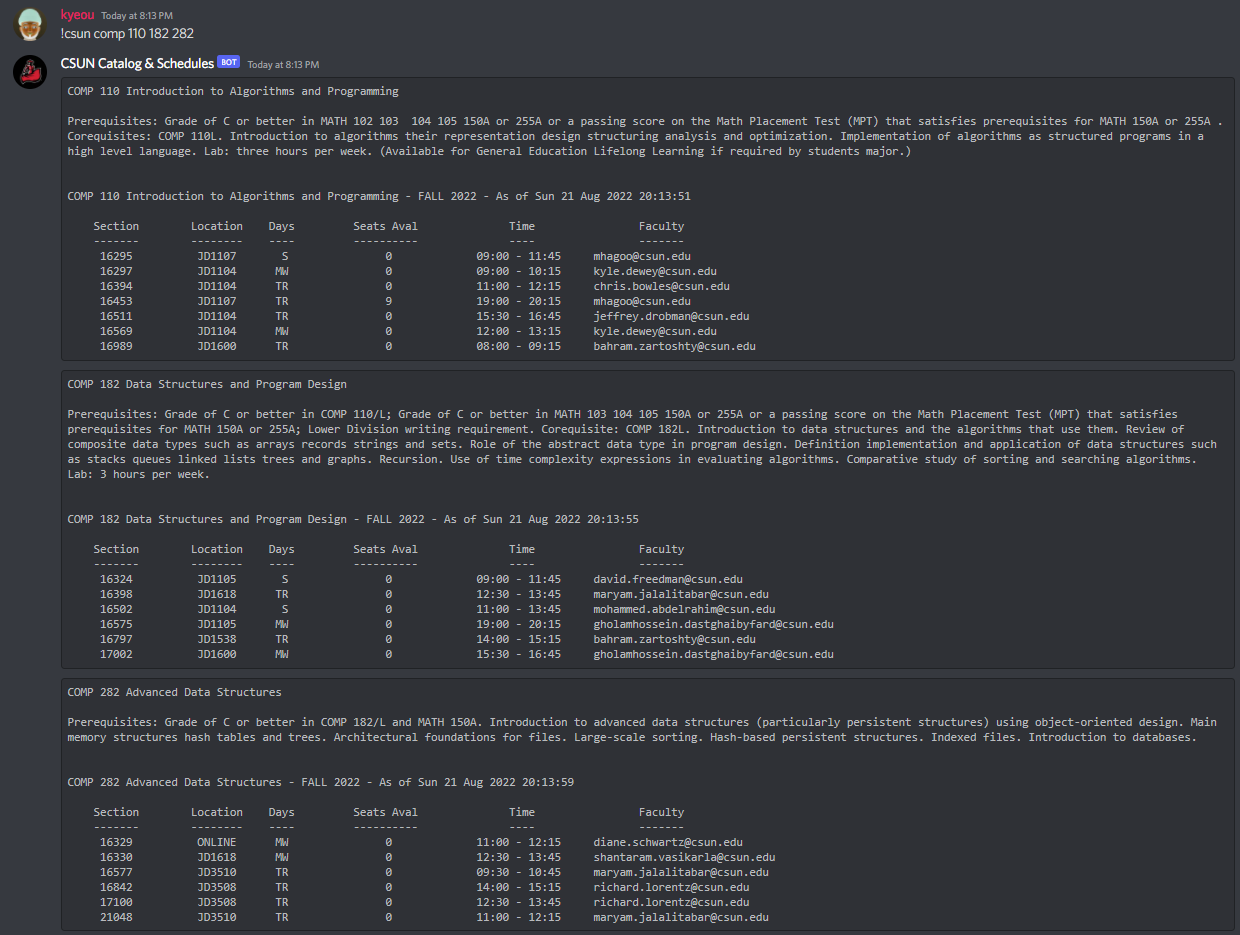 kyeou Today at 8:13 PM
!csun comp 110 182 282
CSUN Catalog & Schedules BOT Today at 8:13 PM
COMP 110 Introduction to Algorithms and Programming
Prerequisites: Grade of C or better in MATH 102 103  104 105 150A or 255A or a passing score on the Math Placement Test (MPT) that satisfies prerequisites for MATH 150A or 255A .
Corequisites: COMP 110L. Introduction to algorithms their representation design structuring analysis and optimization. Implementation of algorithms as structured programs in a
high level language. Lab: three hours per week. (Available for General Education Lifelong Learning if required by students major.)
COMP 110 Introduction to Algorithms and Programming - FALL 2022 - As of Sun 21 Aug 2022 20:13:51
Section Location Days Seats Aval Time Faculty
------- -------- ---- ---------- ---- -------
16295 JD1107 S 0 09:00 - 11:45 mhagoo@csun.edu
16297 JD1104 MW 0 09:00 - 10:15 kyle.dewey@csun.edu
16394 JD1104 TR 0 11:00 - 12:15 chris.bowles@csun.edu
16453 JD1107 TR 9 19:00 - 20:15 mhagoo@csun.edu
16511 JD1104 TR 0 15:30 - 16:45 jeffrey.drobman@csun.edu
16569 JD1104 MW 0 12:00 - 13:15 kyle.dewey@csun.edu
16989 JD1600 TR 0 08:00 - 09:15 bahram.zartoshty@csun.edu
COMP 182 Data Structures and Program Design
Prerequisites: Grade of C or better in COMP 110/L; Grade of C or better in MATH 103 104 105 150A or 255A or a passing score on the Math Placement Test (MPT) that satisfies
prerequisites for MATH 150A or 255A; Lower Division writing requirement. Corequisite: COMP 182L. Introduction to data structures and the algorithms that use them. Review of
composite data types such as arrays records strings and sets. Role of the abstract data type in program design. Definition implementation and application of data structures such
as stacks queues linked lists trees and graphs. Recursion. Use of time complexity expressions in evaluating algorithms. Comparative study of sorting and searching algorithms.
Lab: 3 hours per week.
COMP 182 Data Structures and Program Design - FALL 2022 - As of Sun 21 Aug 2022 20:13:55
Section Location Days Seats Aval Time Faculty
------- -------- ---- ---------- ---- -------
16324 JD1105 S 0 09:00 - 11:45 david.freedman@csun.edu
16398 JD1618 TR 0 12:30 - 13:45 maryam.jalalitabar@csun.edu
16502 JD1104 S 0 11:00 - 13:45 mohammed.abdelrahim@csun.edu
16575 JD1105 MW 0 19:00 - 20:15 gholamhossein.dastghaibyfard@csun.edu
16797 JD1538 TR 0 14:00 - 15:15 bahram.zartoshty@csun.edu
17002 JD1600 MW 0 15:30 - 16:45 gholamhossein.dastghaibyfard@csun.edu
COMP 282 Advanced Data Structures
Prerequisites: Grade of C or better in COMP 182/L and MATH 150A. Introduction to advanced data structures (particularly persistent structures) using object-oriented design. Main
memory structures hash tables and trees. Architectural foundations for files. Large-scale sorting. Hash-based persistent structures. Indexed files. Introduction to databases.
COMP 282 Advanced Data Structures - FALL 2022 - As of Sun 21 Aug 2022 20:13:59
Section Location Days Seats Aval Time Faculty
------- -------- ---- ---------- ---- -------
16329 ONLINE MW 0 11:00 - 12:15 diane.schwartz@csun.edu
16330 JD1618 MW 0 12:30 - 13:45 shantaram.vasikarla@csun.edu
16577 JD3510 TR 0 09:30 - 10:45 maryam.jalalitabar@csun.edu
16842 JD3508 TR 0 14:00 - 15:15 richard.lorentz@csun.edu
17100 JD3508 TR 0 12:30 - 13:45 richard.lorentz@csun.edu
21048 JD3510 TR 0 11:00 - 12:15 maryam.jalalitabar@csun.edu